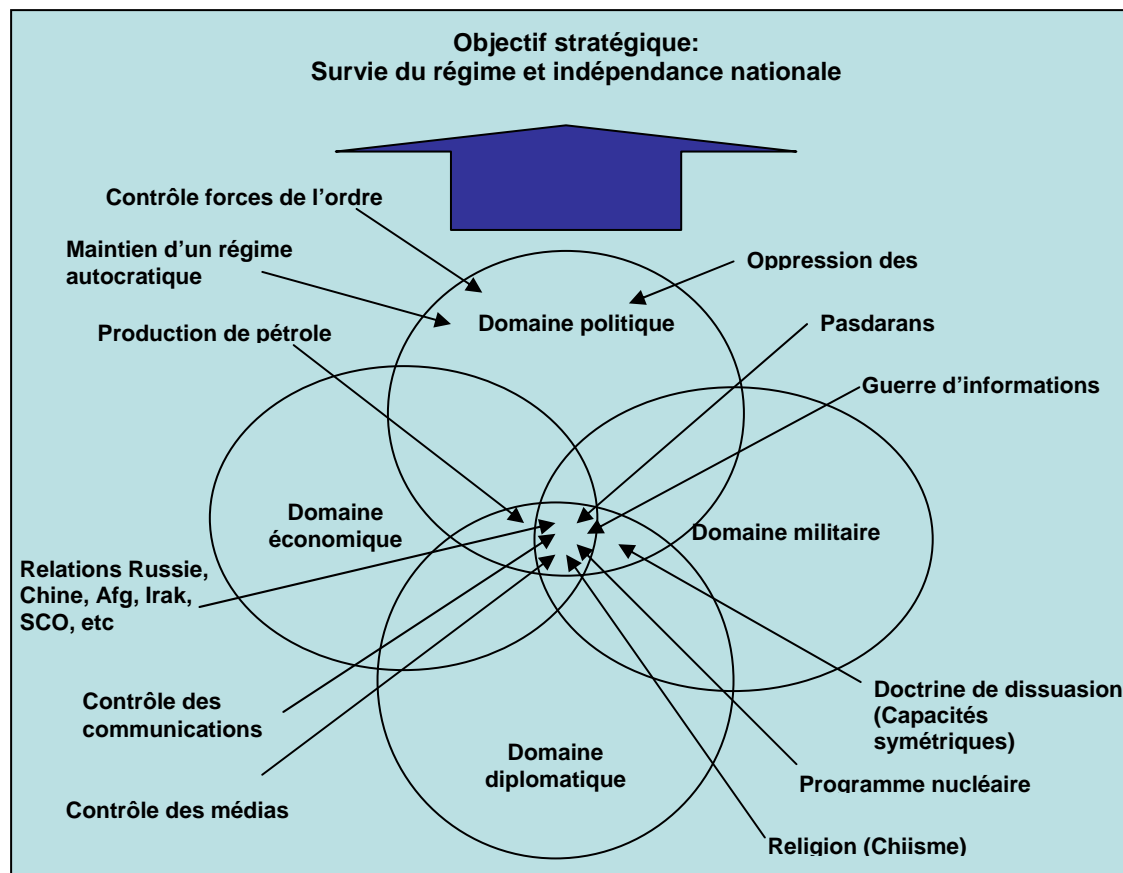 Objectif stratégique:
Survie du régime et indépendance nationale
Contrôle forces de l'ordre
Maintien d'un régime
autocratique
Oppression des
Domaine politique
Production de pétrole
Pasdarans
Guerre d'informations
Domaine
économique
Domaine militaire
Relations Russie,
Chine, Afg, Irak,
SCO, etc
Contrôle des
communications
Doctrine de dissuasion
(Capacités
symétriques)
Domaine
diplomatique
Programme nucléaire
Contrôle des médias
Religion (Chiisme)